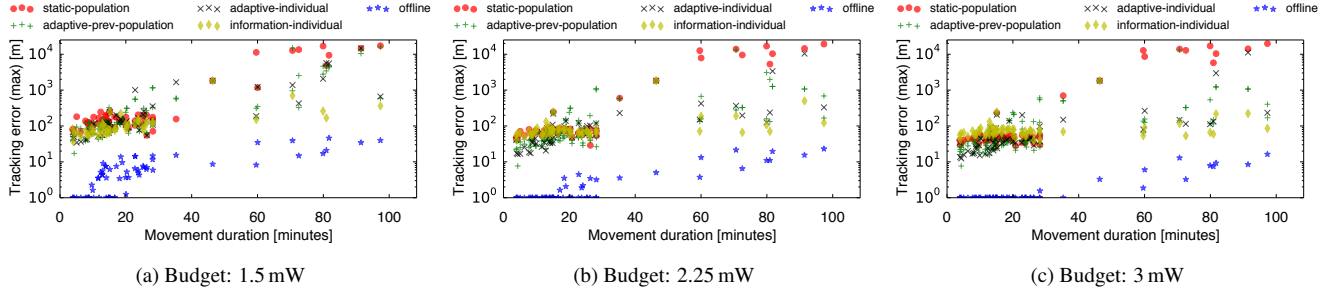 static-population adaptive-individual offline
adaptive-prev-population information-individual
Tracking error (max) [m]
10^4
10^3
10^2
10^1
10^0
0 20 40 60 80 100
Movement duration [minutes]
(a) Budget: 1.5 mW
static-population adaptive-individual offline
adaptive-prev-population information-individual
Tracking error (max) [m]
10^4
10^3
10^2
10^1
10^0
0 20 40 60 80 100
Movement duration [minutes]
(b) Budget: 2.25 mW
static-population adaptive-individual offline
adaptive-prev-population information-individual
Tracking error (max) [m]
10^4
10^3
10^2
10^1
10^0
0 20 40 60 80 100
Movement duration [minutes]
(c) Budget: 3 mW